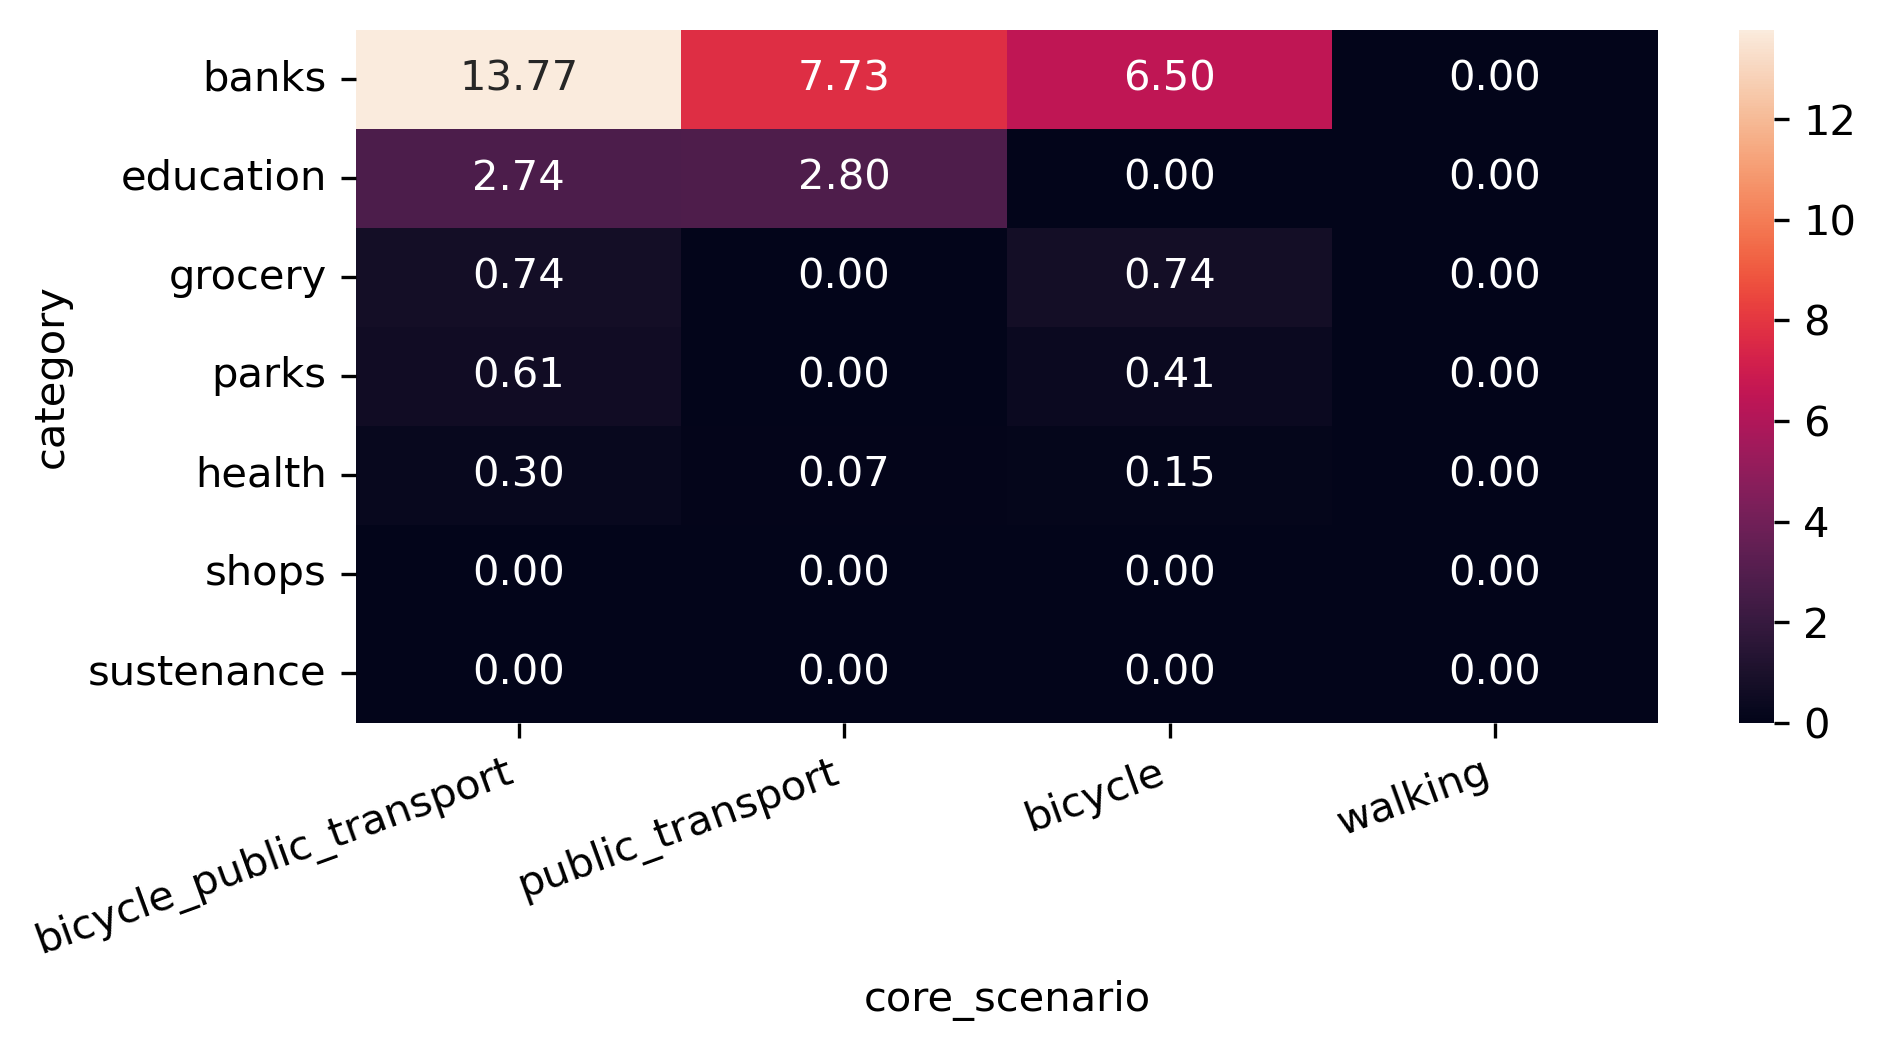 banks 13.77 7.73 6.50 0.00
education 2.74 2.80 0.00 0.00
grocery 0.74 0.00 0.74 0.00
parks 0.61 0.00 0.41 0.00
health 0.30 0.07 0.15 0.00
shops 0.00 0.00 0.00 0.00
sustenance 0.00 0.00 0.00 0.00
category
bicycle_public_transport
public_transport
bicycle
walking
core_scenario
12
10
8
6
4
2
0